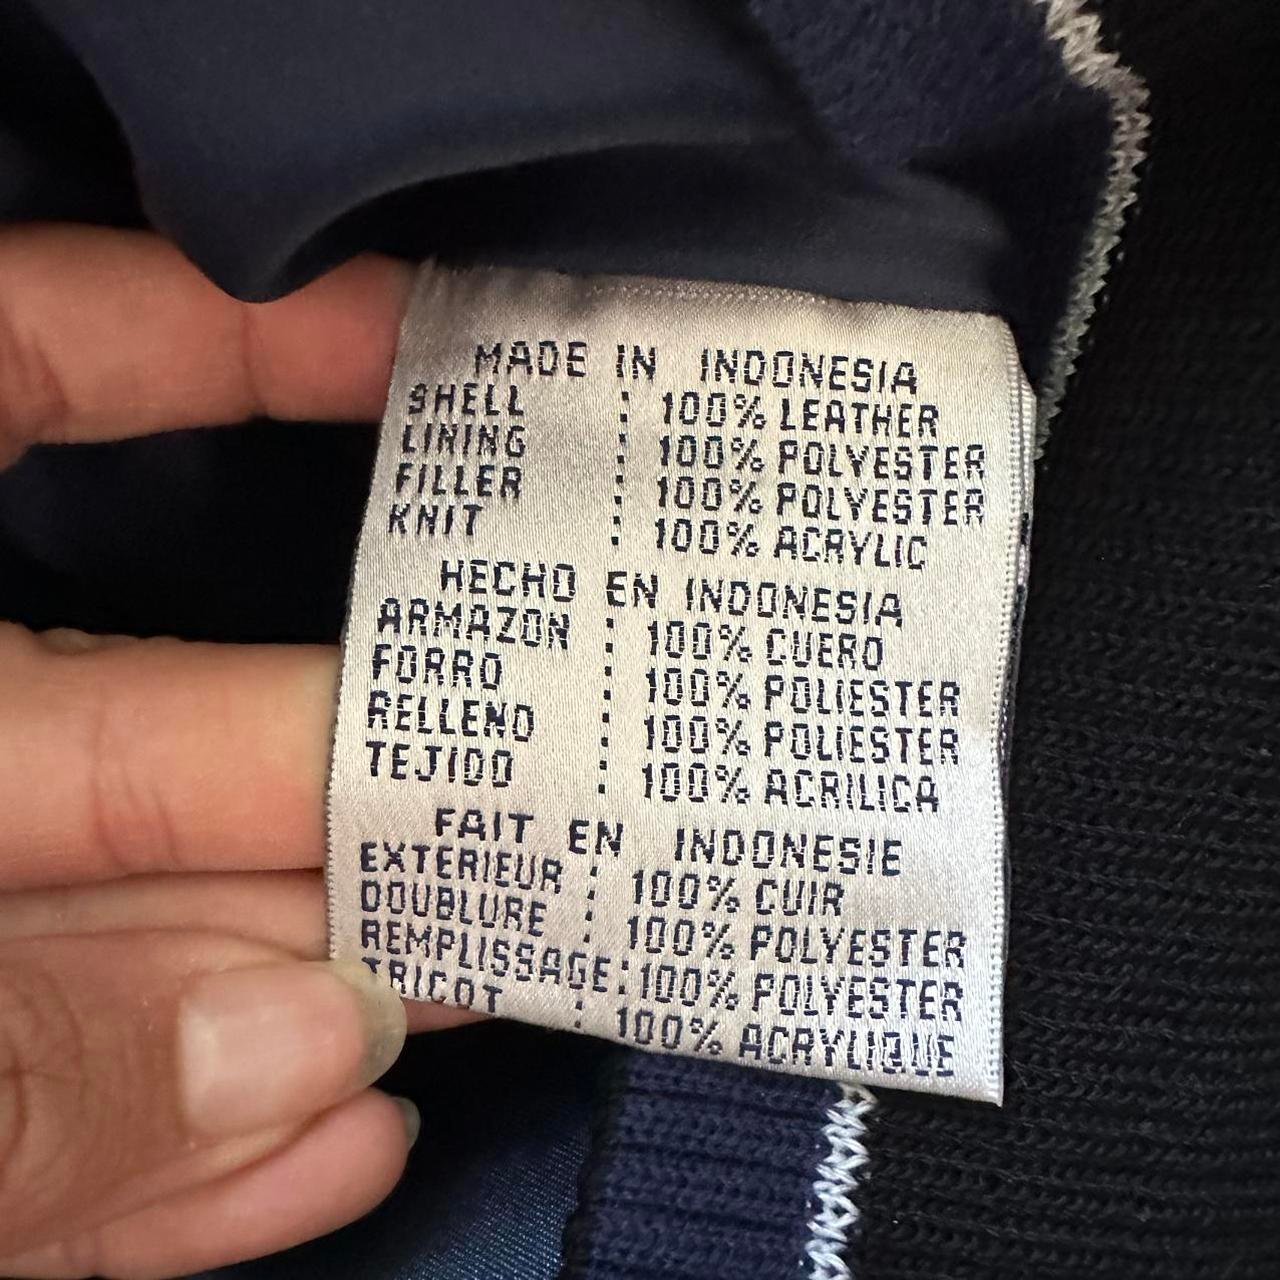 MADE IN INDONESIA
SHELL : 100% LEATHER
LINING : 100% POLYESTER
FILLER : 100% POLYESTER
KNIT : 100% ACRYLIC
HECHO EN INDONESIA
ARMAZON : 100% CUERO
FORRO : 100% POLIESTER
RELLENO : 100% POLIESTER
TEJIDO : 100% ACRILICA
FAIT EN INDONESIE
EXTERIEUR : 100% CUIR
DOUBLURE : 100% POLYESTER
REMPLISSAGE : 100% POLYESTER
TRICOT : 100% ACRYLIQUE